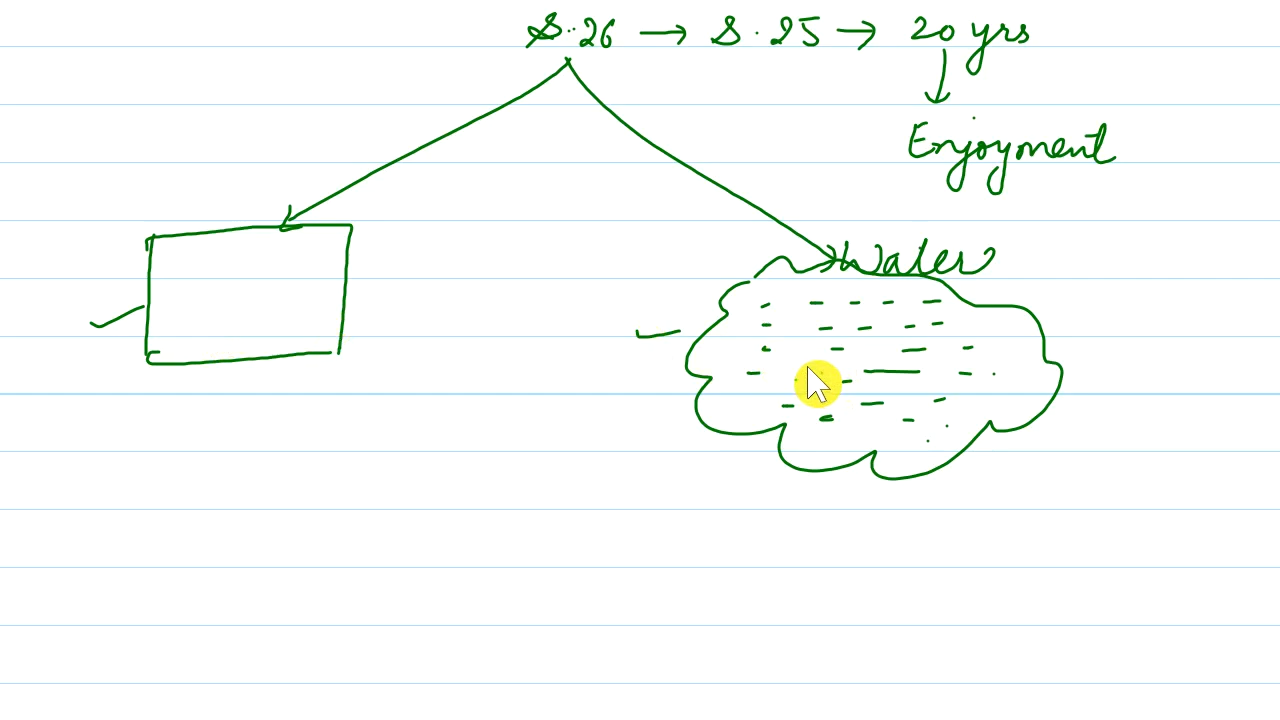 S. 26 → S. 25 → 20 yrs
Enjoyment
Water